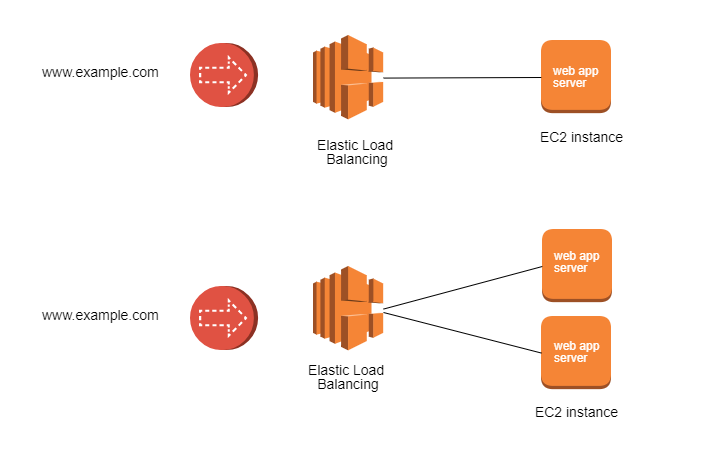 www.example.com
web app
server
Elastic Load
Balancing
EC2 instance
web app
server
www.example.com
web app
server
Elastic Load
Balancing
EC2 instance